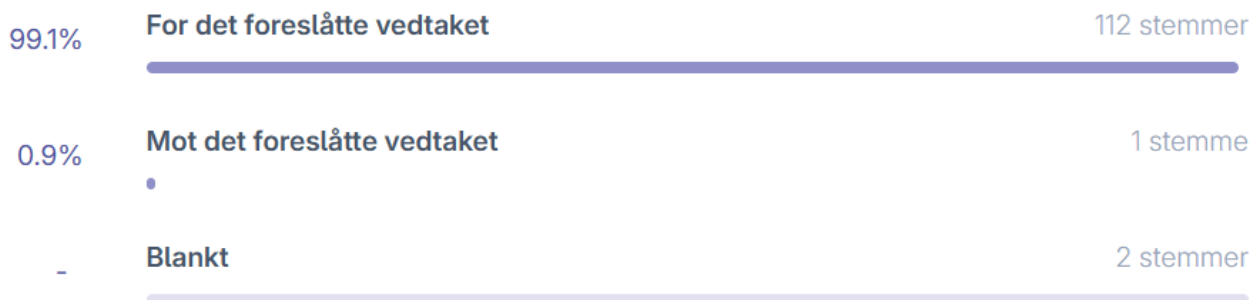 99.1% For det foreslåtte vedtaket 112 stemmer
0.9% Mot det foreslåtte vedtaket 1 stemme
- Blankt 2 stemmer